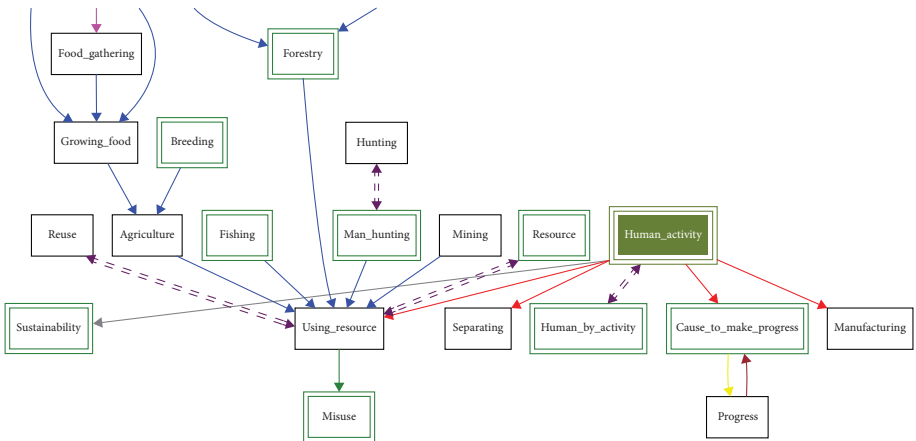 Food_gathering
Forestry
Growing_food
Breeding
Hunting
Reuse
Agriculture
Fishing
Man_hunting
Mining
Resource
Human_activity
Sustainability
Using_resource
Separating
Human_by_activity
Cause_to_make_progress
Manufacturing
Misuse
Progress